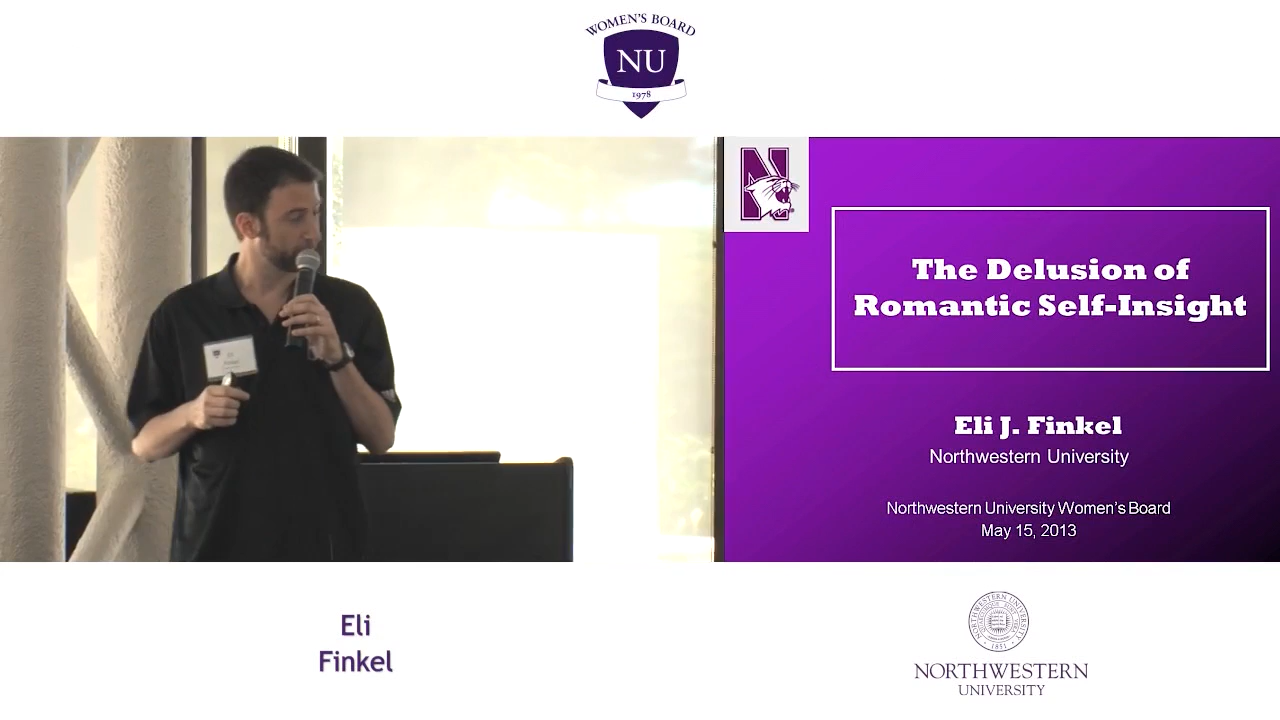 WOMEN'S BOARD
NU
1978
The Delusion of
Romantic Self-Insight
Eli J. Finkel
Northwestern University
Northwestern University Women's Board
May 15, 2013
Eli
Finkel
NORTHWESTERN
UNIVERSITY